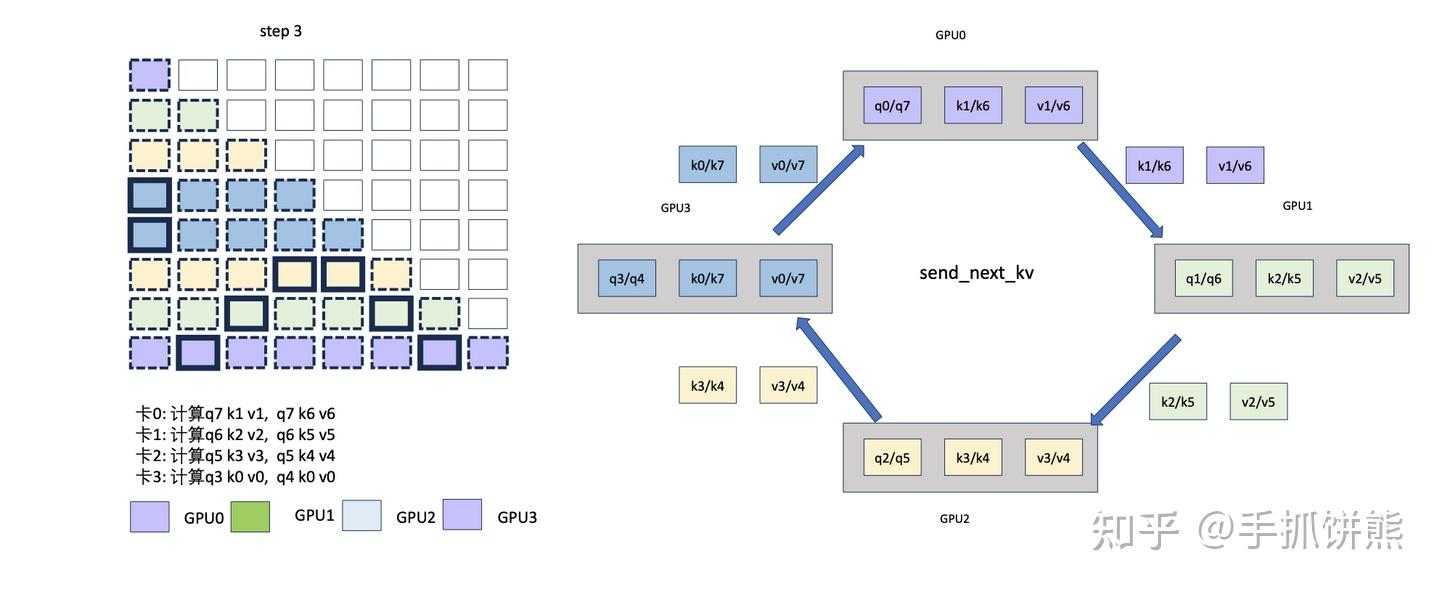 step 3
卡0: 计算q7 k1 v1,  q7 k6 v6
卡1: 计算q6 k2 v2,  q6 k5 v5
卡2: 计算q5 k3 v3,  q5 k4 v4
卡3: 计算q3 k0 v0,  q4 k0 v0
GPU0 GPU1 GPU2 GPU3
GPU0
q0/q7 k1/k6 v1/v6
k0/k7 v0/v7
k1/k6 v1/v6
GPU3
GPU1
q3/q4 k0/k7 v0/v7
send_next_kv
q1/q6 k2/k5 v2/v5
k3/k4 v3/v4
k2/k5 v2/v5
q2/q5 k3/k4 v3/v4
GPU2
知乎 @手抓饼熊